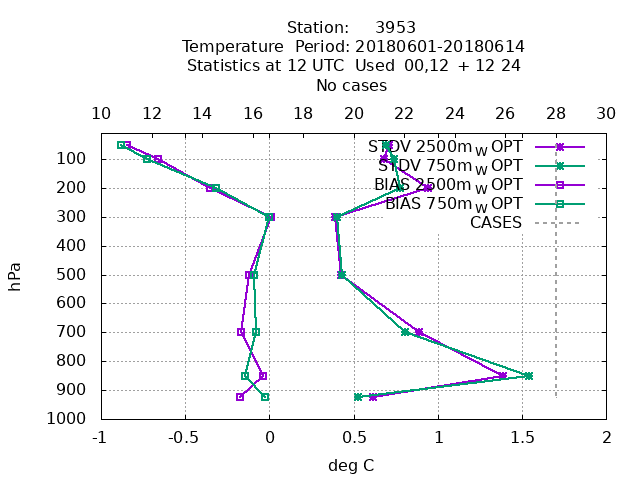 Station: 3953
Temperature Period: 20180601-20180614
Statistics at 12 UTC Used 00,12 + 12 24
No cases
10 12 14 16 18 20 22 24 26 28 30
STDV 2500m W OPT
100
STDV 750m W OPT
200
BIAS 2500m W OPT
BIAS 750m W OPT
300
CASES
400
500
600
700
800
900
1000
hPa
-1 -0.5 0 0.5 1 1.5 2
deg C